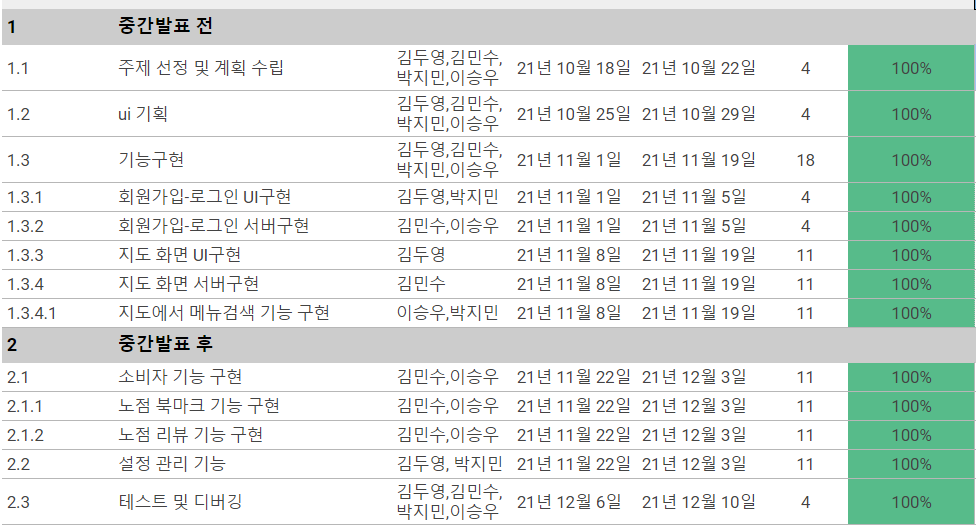 1 중간발표 전
1.1 주제 선정 및 계획 수립 김두영,김민수, 21년 10월 18일 21년 10월 22일 4 100%
박지민,이승우
1.2 ui 기획 김두영,김민수, 21년 10월 25일 21년 10월 29일 4 100%
박지민,이승우
1.3 기능구현 김두영,김민수, 21년 11월 1일 21년 11월 19일 18 100%
박지민,이승우
1.3.1 회원가입-로그인 UI구현 김두영,박지민 21년 11월 1일 21년 11월 5일 4 100%
1.3.2 회원가입-로그인 서버구현 김민수,이승우 21년 11월 1일 21년 11월 5일 4 100%
1.3.3 지도 화면 UI구현 김두영 21년 11월 8일 21년 11월 19일 11 100%
1.3.4 지도 화면 서버구현 김민수 21년 11월 8일 21년 11월 19일 11 100%
1.3.4.1 지도에서 메뉴검색 기능 구현 이승우,박지민 21년 11월 8일 21년 11월 19일 11 100%
2 중간발표 후
2.1 소비자 기능 구현 김민수,이승우 21년 11월 22일 21년 12월 3일 11 100%
2.1.1 노점 북마크 기능 구현 김민수,이승우 21년 11월 22일 21년 12월 3일 11 100%
2.1.2 노점 리뷰 기능 구현 김민수,이승우 21년 11월 22일 21년 12월 3일 11 100%
2.2 설정 관리 기능 김두영, 박지민 21년 11월 22일 21년 12월 3일 11 100%
2.3 테스트 및 디버깅 김두영,김민수, 21년 12월 6일 21년 12월 10일 4 100%
박지민,이승우